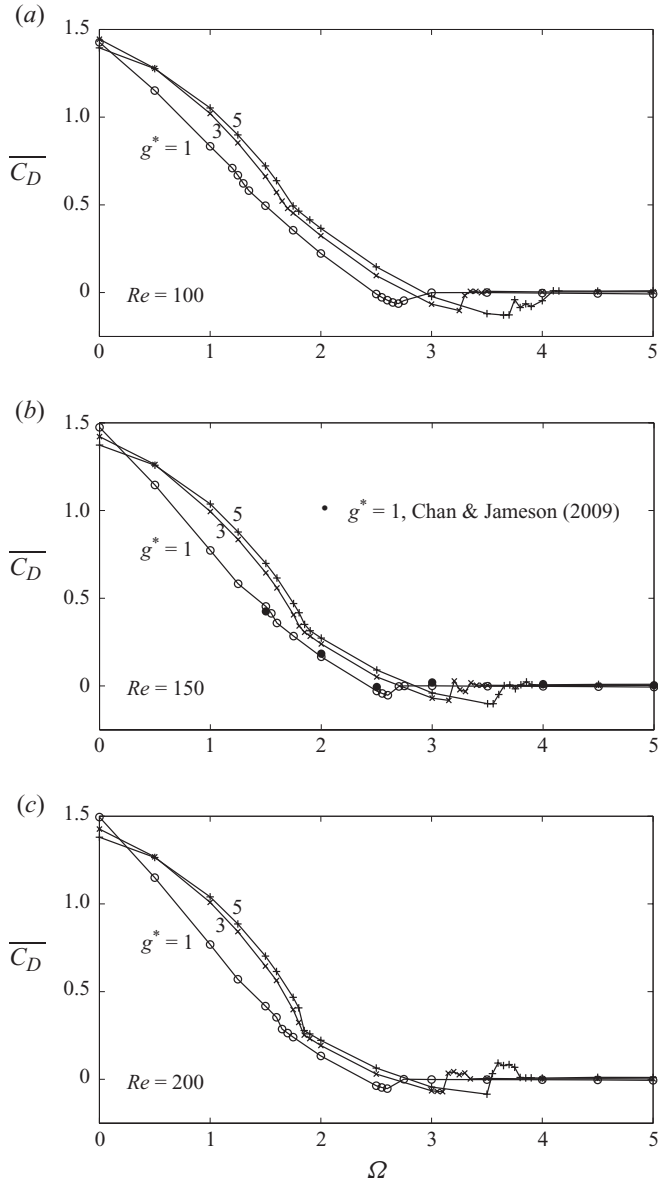 (a)
1.5
1.0
0.5
0
C_D
g* = 1
3
5
Re = 100
0 1 2 3 4 5
(b)
1.5
1.0
0.5
0
C_D
g* = 1
3
5
• g* = 1, Chan & Jameson (2009)
Re = 150
0 1 2 3 4 5
(c)
1.5
1.0
0.5
0
C_D
g* = 1
3
5
Re = 200
0 1 2 3 4 5
Ω